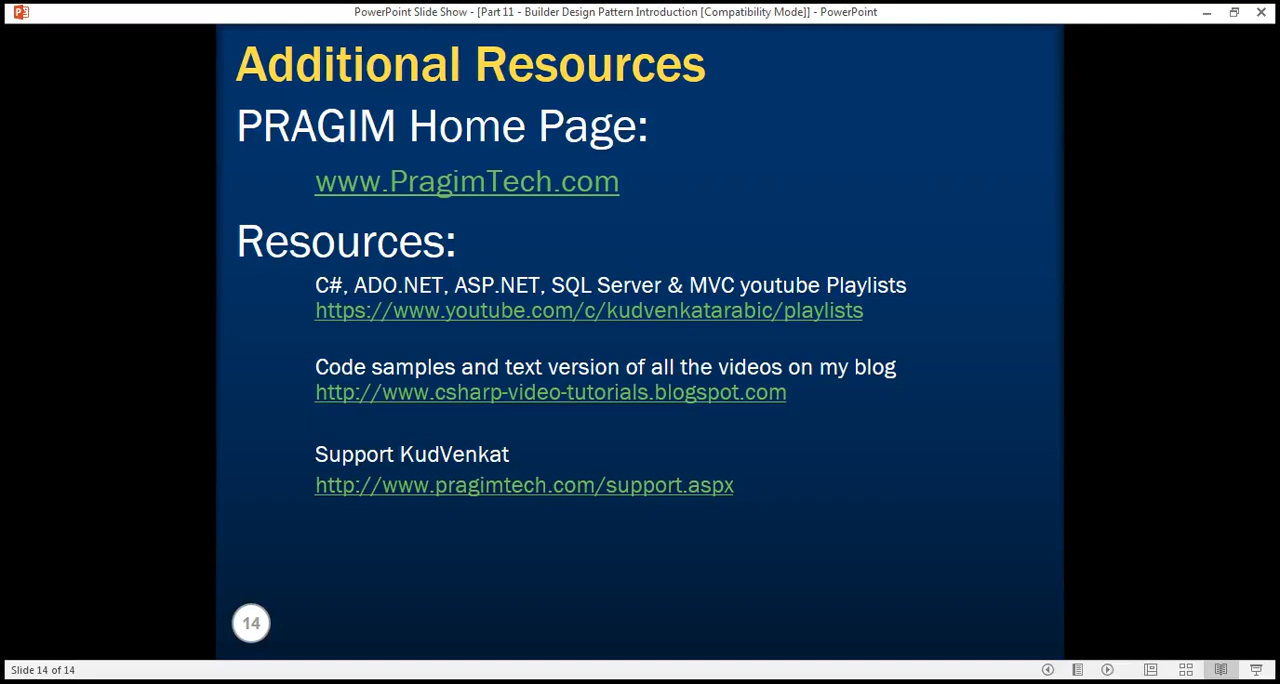 PowerPoint Slide Show - [Part 11 - Builder Design Pattern Introduction [Compatibility Mode]] - PowerPoint
Additional Resources
PRAGIM Home Page:
www.PragimTech.com
Resources:
C#, ADO.NET, ASP.NET, SQL Server & MVC youtube Playlists
https://www.youtube.com/c/kudvenkatarabic/playlists
Code samples and text version of all the videos on my blog
http://www.csharp-video-tutorials.blogspot.com
Support KudVenkat
http://www.pragimtech.com/support.aspx
14
Slide 14 of 14